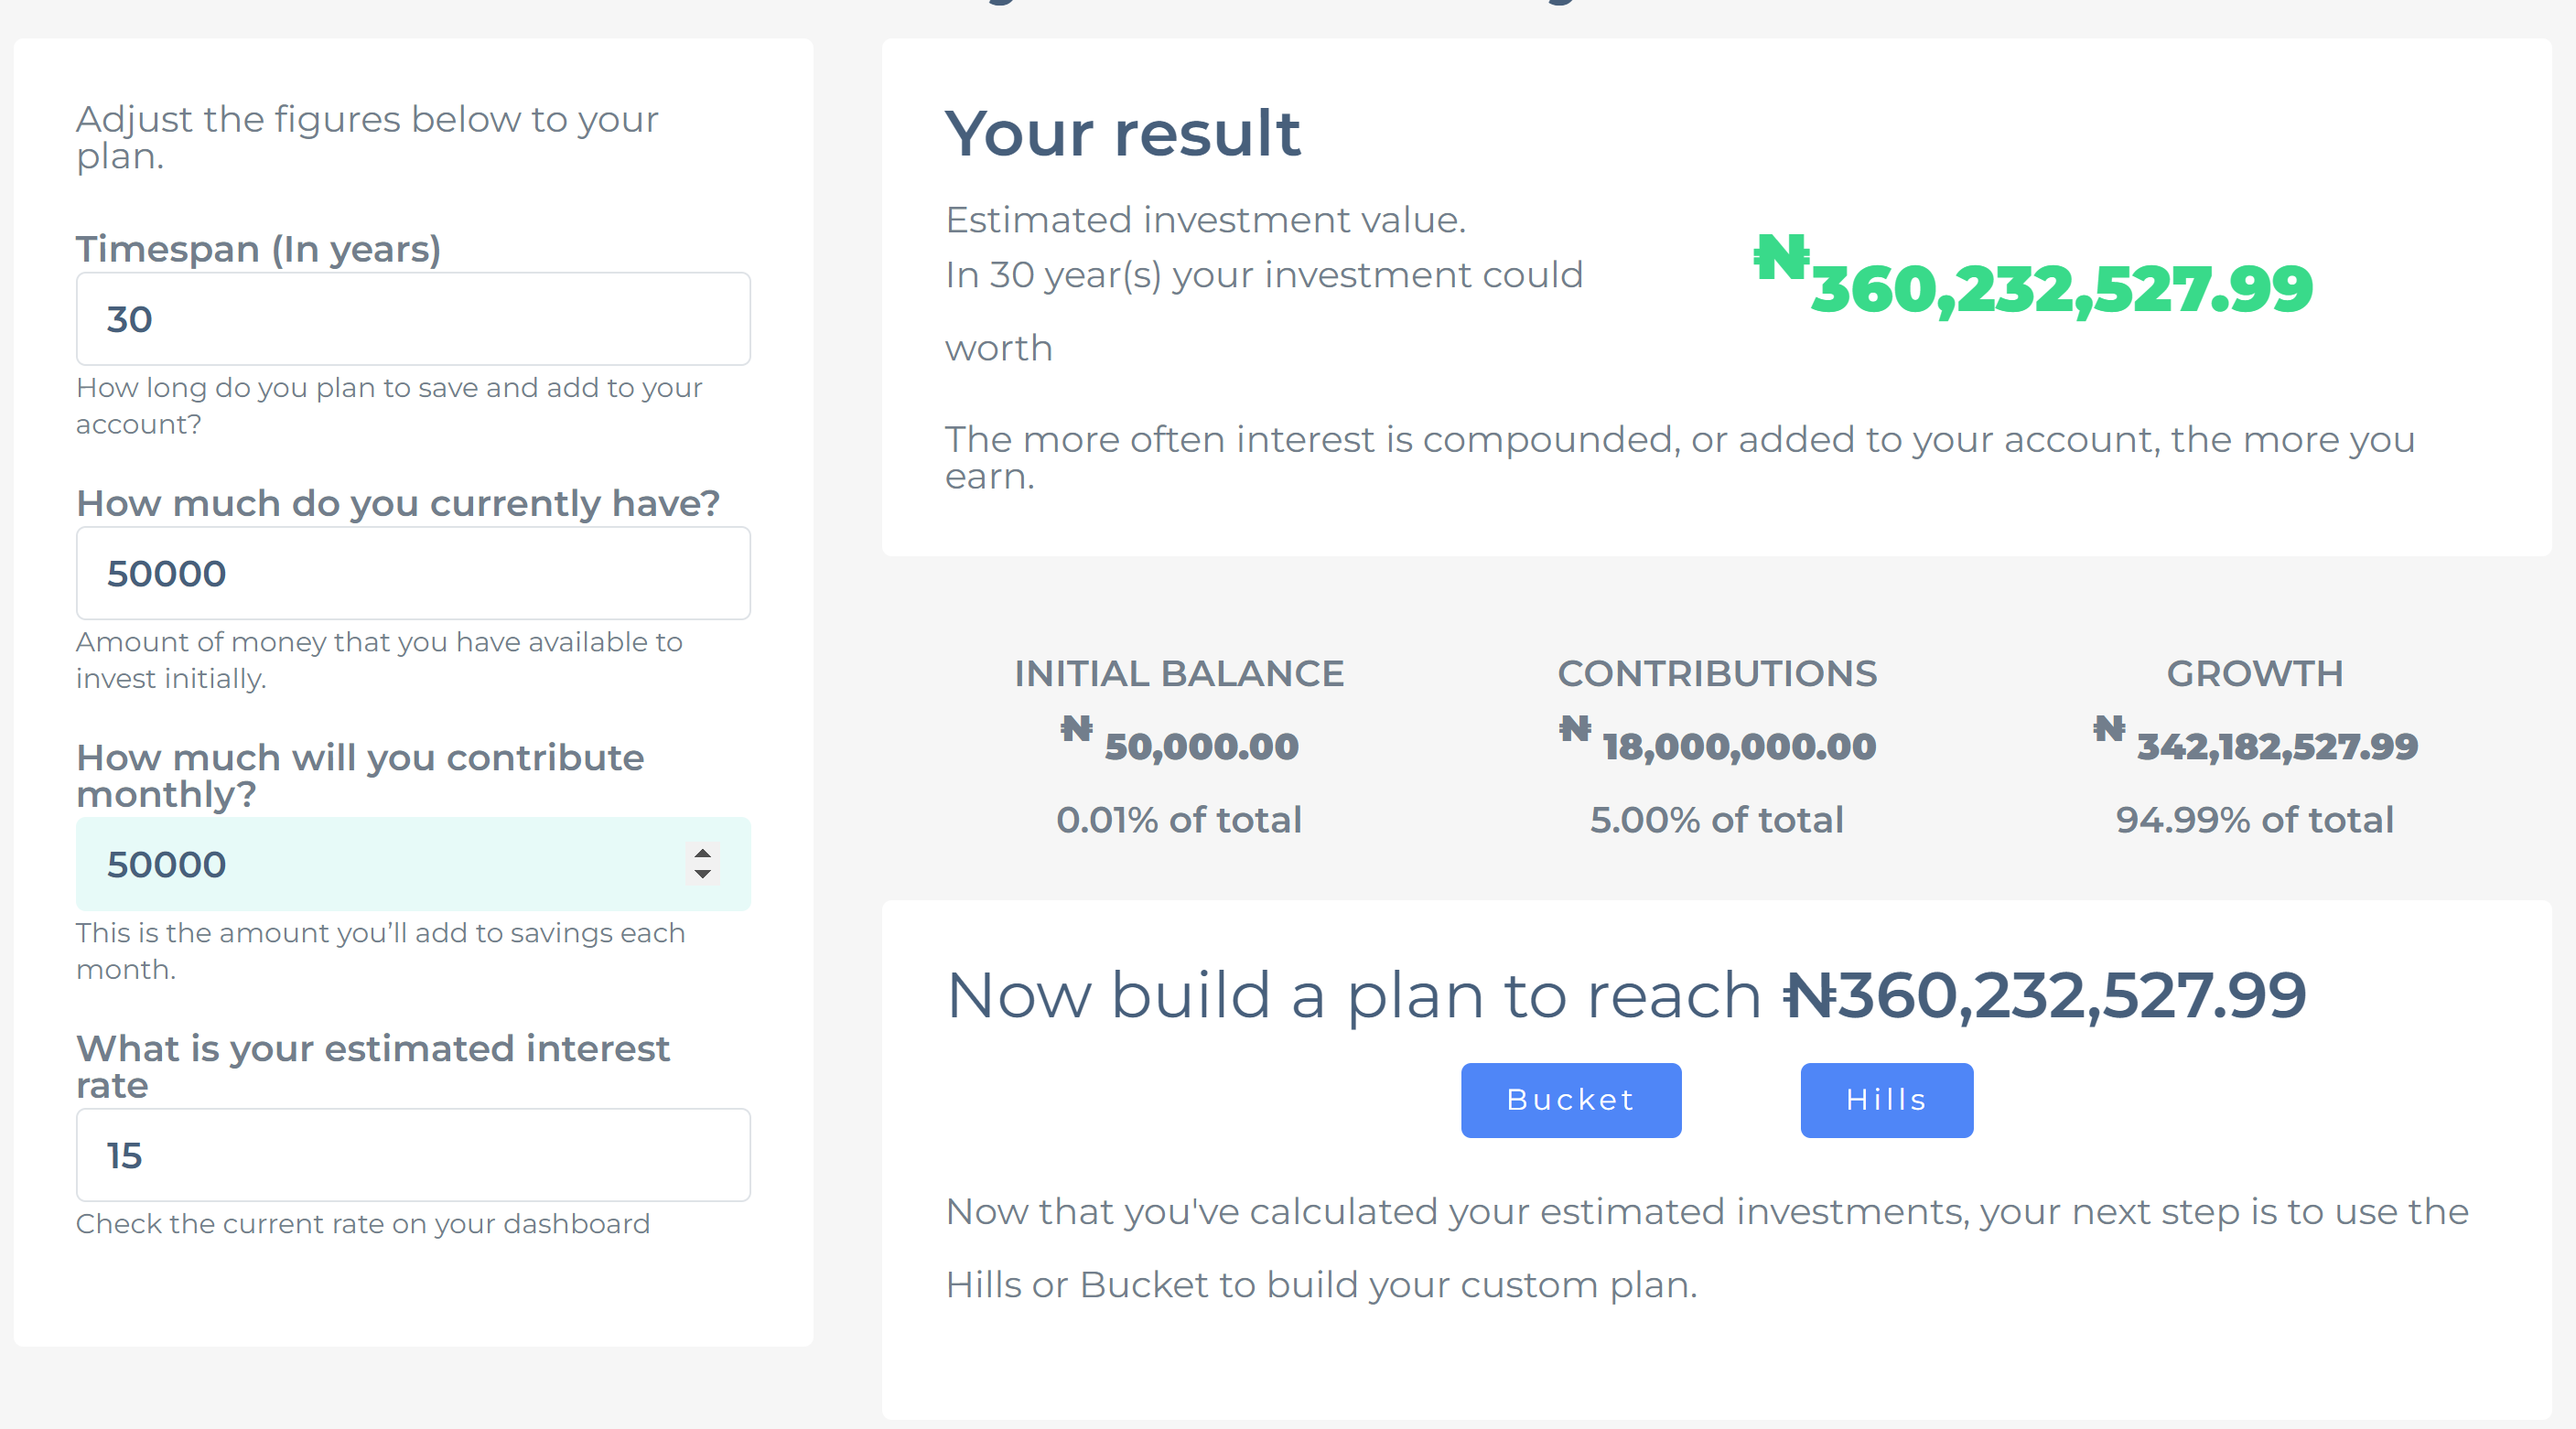 Adjust the figures below to your
plan.
Timespan (In years)
30
How long do you plan to save and add to your
account?
How much do you currently have?
50000
Amount of money that you have available to
invest initially.
How much will you contribute
monthly?
50000
This is the amount you’ll add to savings each
month.
What is your estimated interest
rate
15
Check the current rate on your dashboard
Your result
Estimated investment value.
In 30 year(s) your investment could
worth
₦360,232,527.99
The more often interest is compounded, or added to your account, the more you
earn.
INITIAL BALANCE
₦ 50,000.00
0.01% of total
CONTRIBUTIONS
₦ 18,000,000.00
5.00% of total
GROWTH
₦ 342,182,527.99
94.99% of total
Now build a plan to reach ₦360,232,527.99
Bucket
Hills
Now that you've calculated your estimated investments, your next step is to use the
Hills or Bucket to build your custom plan.